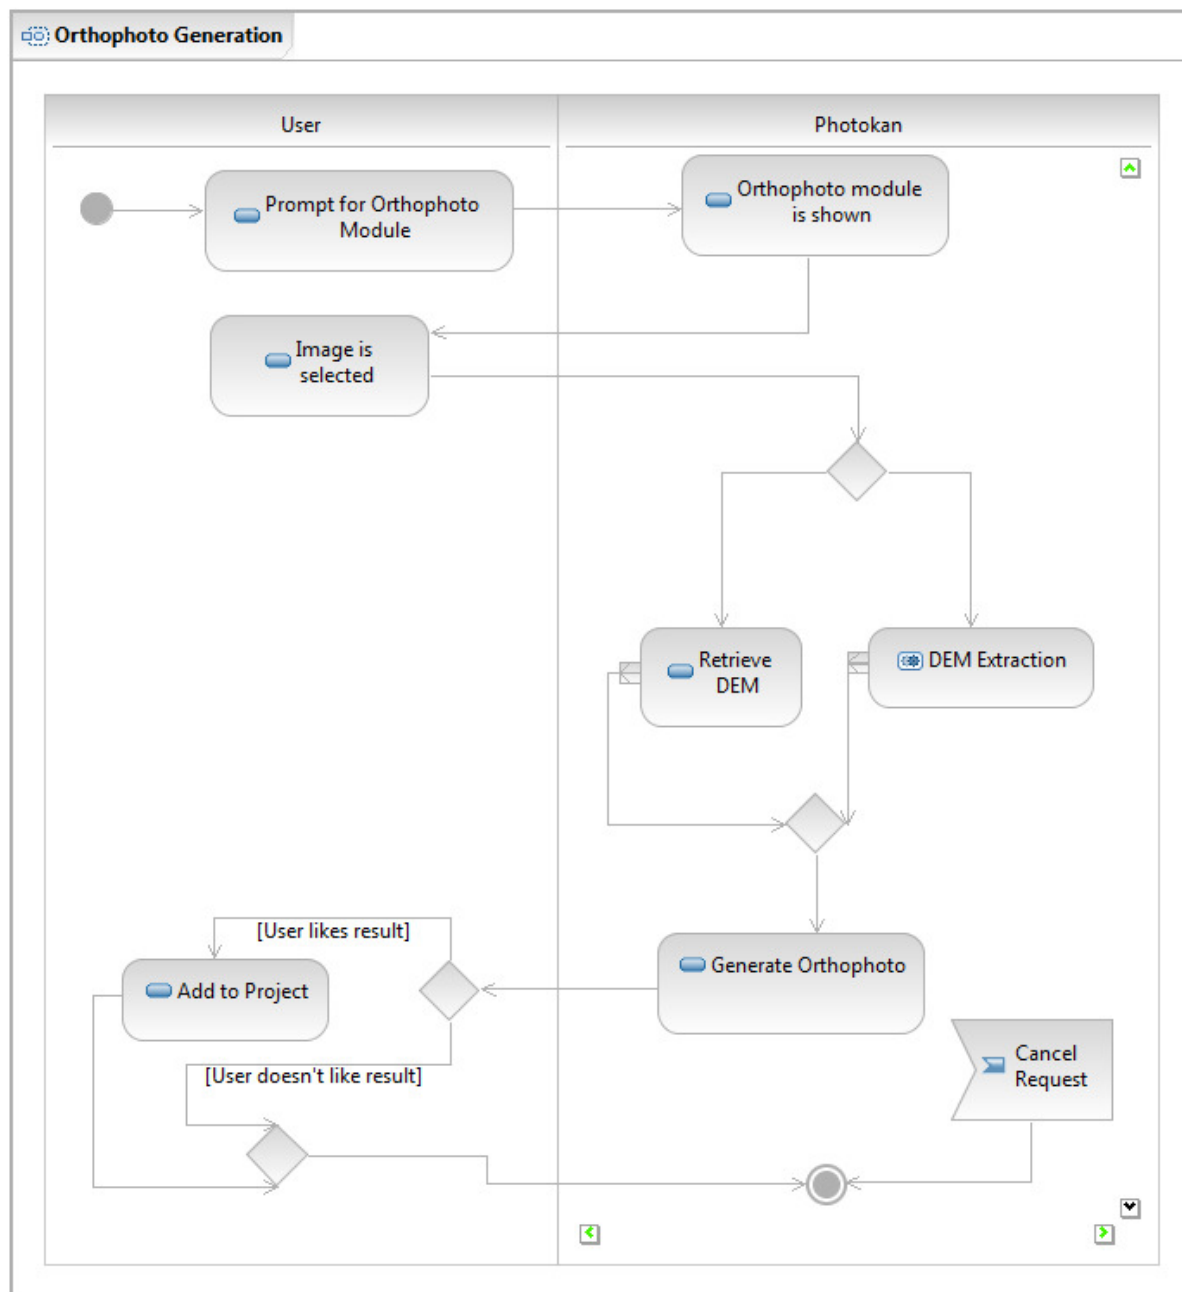 Orthophoto Generation
User
Photokan
Prompt for Orthophoto
Module
Orthophoto module
is shown
Image is
selected
Retrieve
DEM
DEM Extraction
[User likes result]
Add to Project
Generate Orthophoto
[User doesn't like result]
Cancel
Request